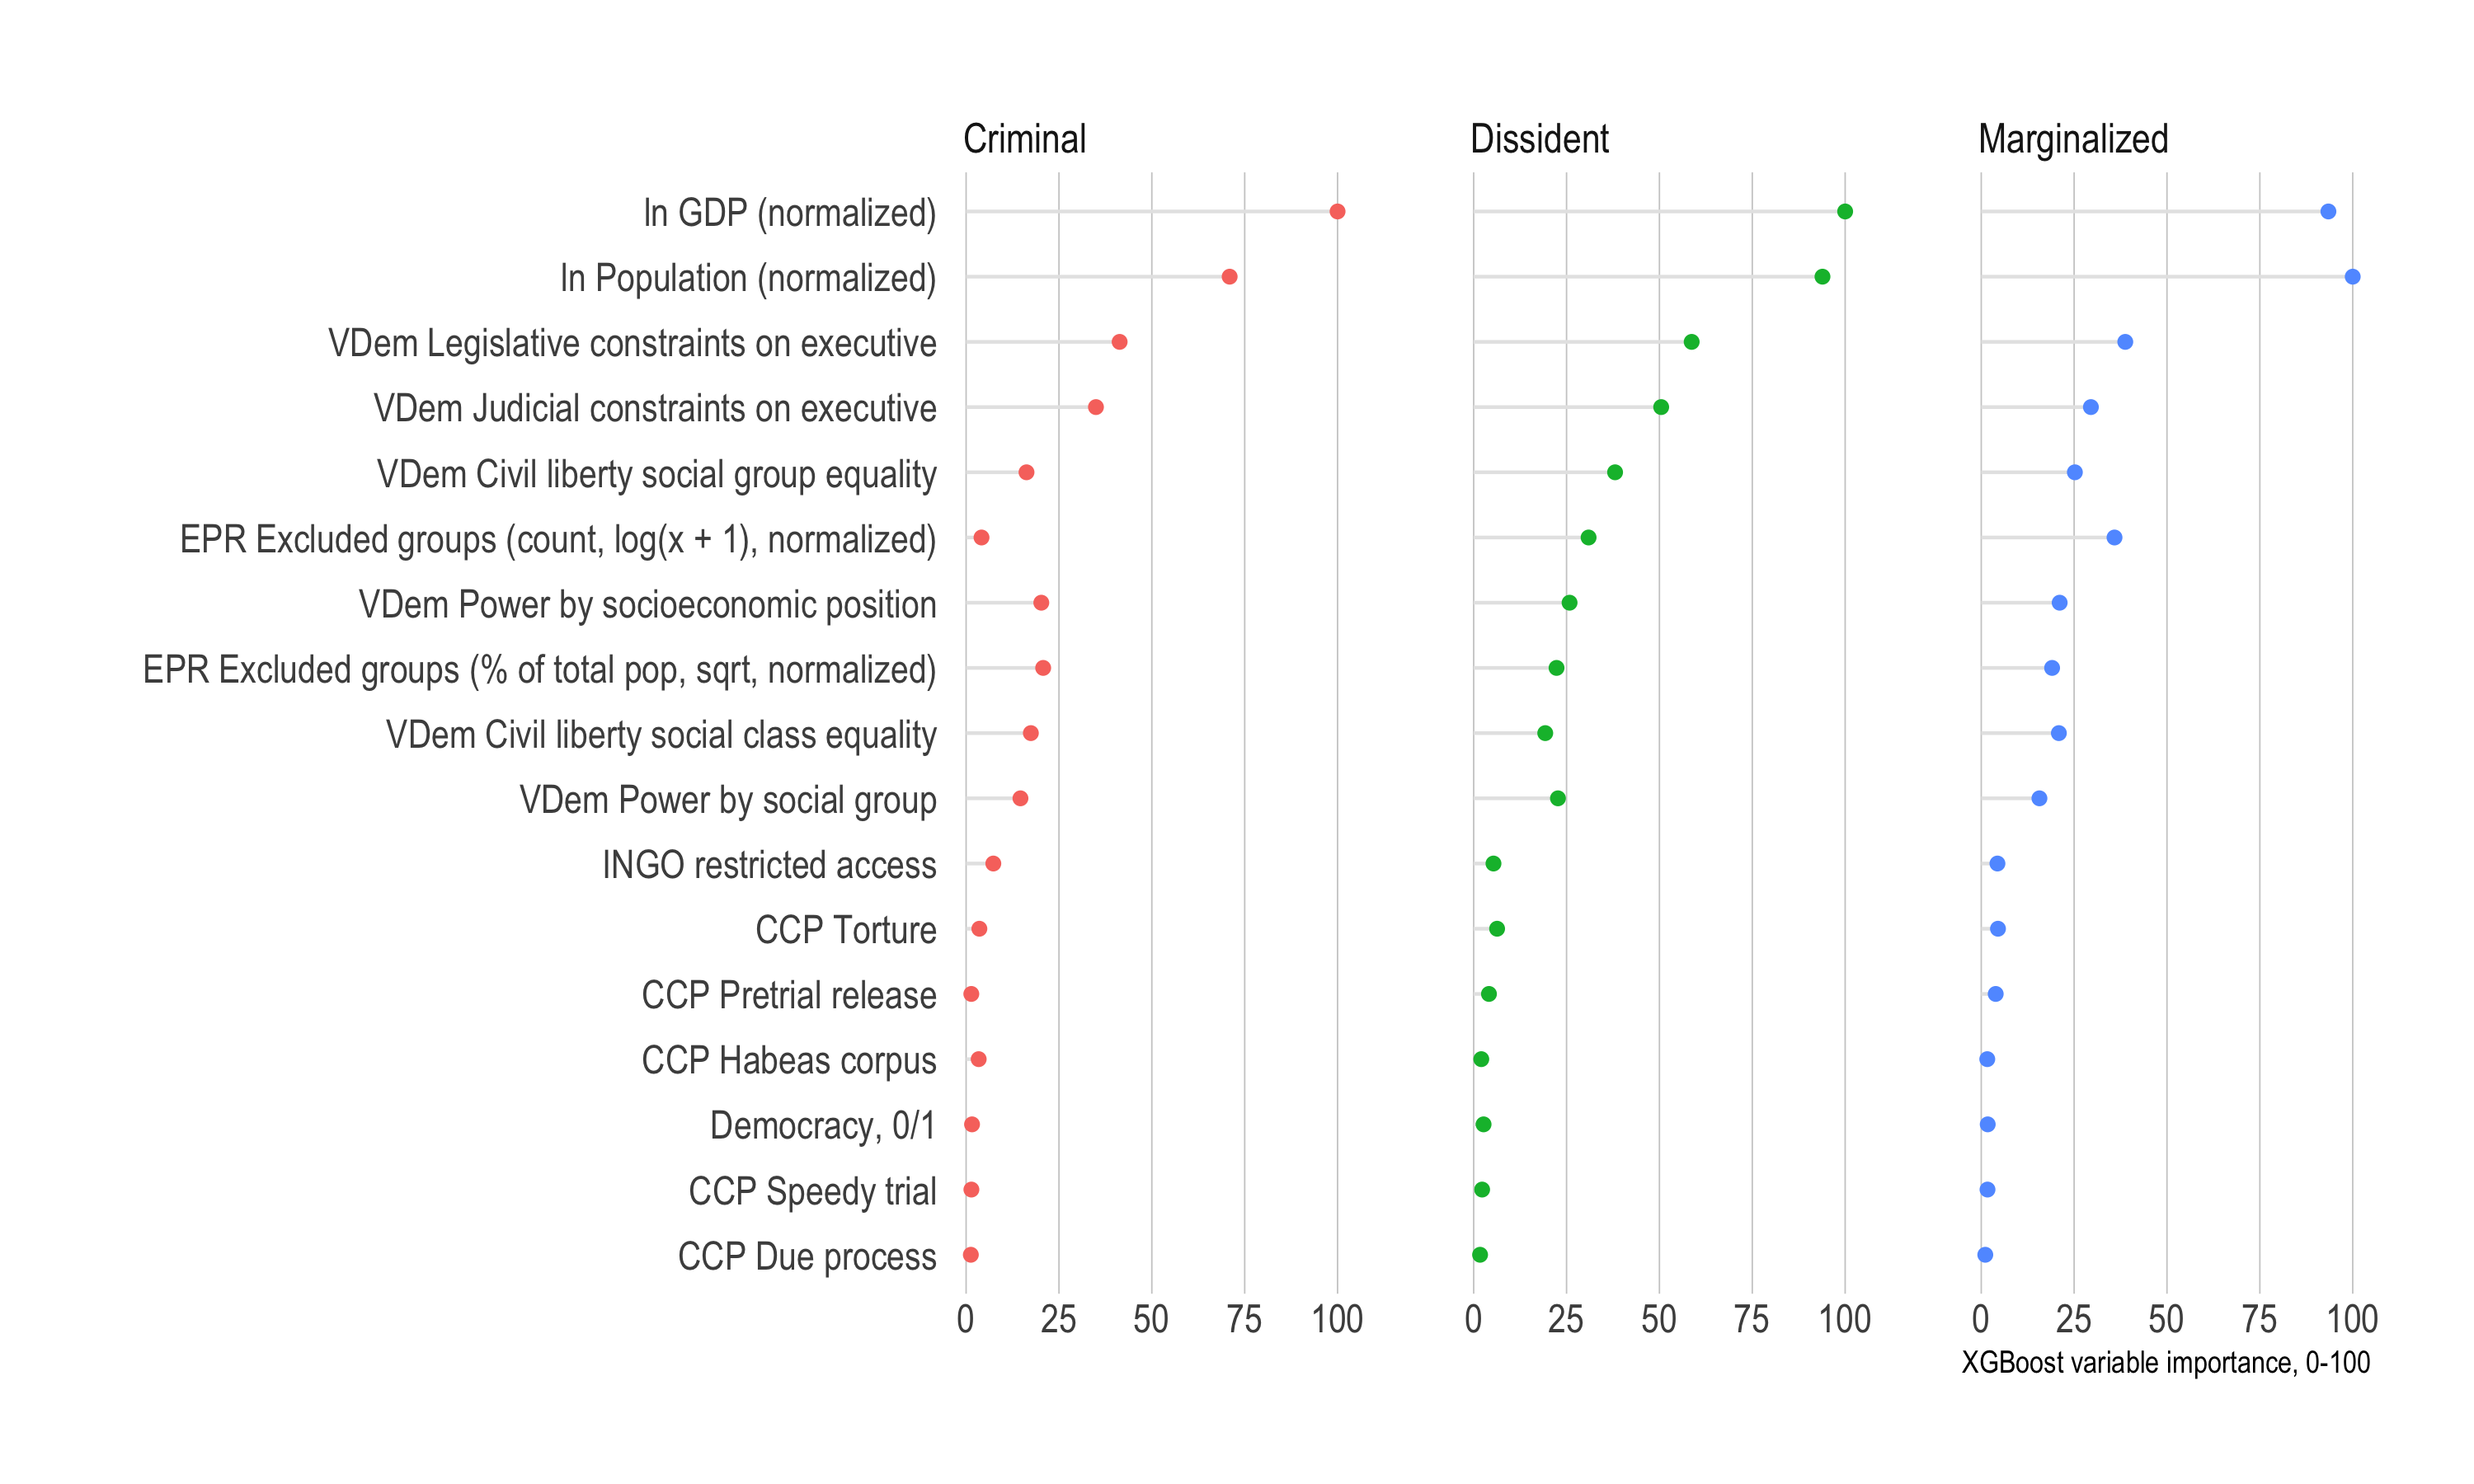 Criminal
Dissident
Marginalized
ln GDP (normalized)
ln Population (normalized)
VDem Legislative constraints on executive
VDem Judicial constraints on executive
VDem Civil liberty social group equality
EPR Excluded groups (count, log(x + 1), normalized)
VDem Power by socioeconomic position
EPR Excluded groups (% of total pop, sqrt, normalized)
VDem Civil liberty social class equality
VDem Power by social group
INGO restricted access
CCP Torture
CCP Pretrial release
CCP Habeas corpus
Democracy, 0/1
CCP Speedy trial
CCP Due process
0 25 50 75 100
0 25 50 75 100
0 25 50 75 100
XGBoost variable importance, 0-100